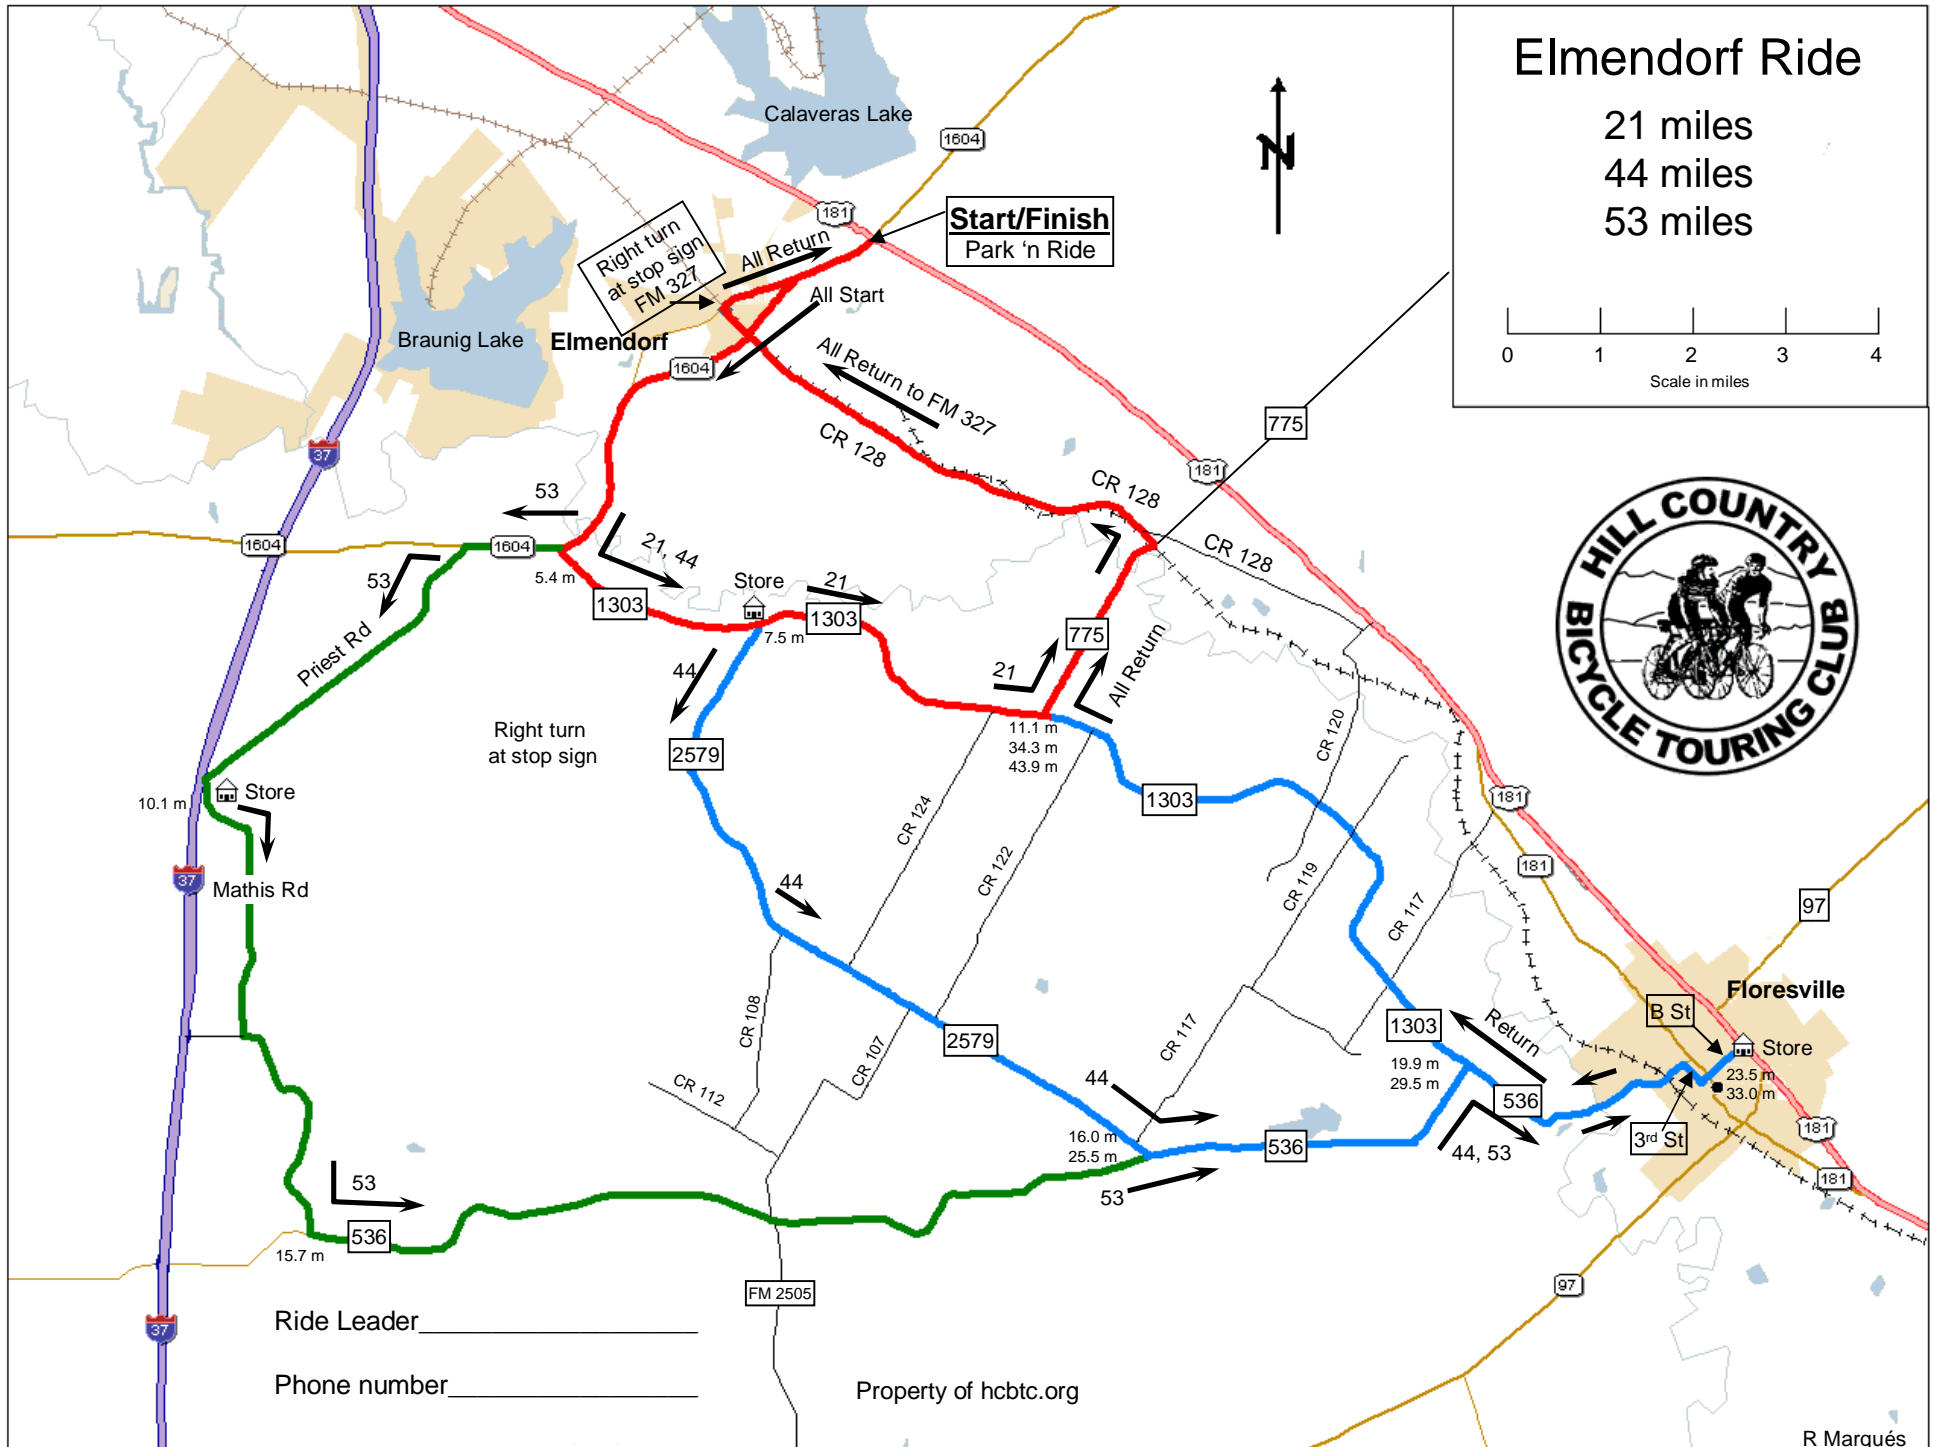 Elmendorf Ride
21 miles
44 miles
53 miles
0 1 2 3 4
Scale in miles
Calaveras Lake
1604
181
Start/Finish
Park ‘n Ride
N
Right turn
at stop sign
FM 327
All Return
All Start
Braunig Lake
Elmendorf
1604
All Return to FM 327
CR 128
775
37
181
CR 128
53
1604
1604
21, 44
CR 128
53
5.4 m
Store
21
1303
1303
7.5 m
775
Priest Rd
44
21
All Return
HILL COUNTRY
BICYCLE TOURING CLUB
Right turn
at stop sign
2579
11.1 m
34.3 m
43.9 m
CR 120
1303
181
Store
10.1 m
CR 124
CR 122
181
37
Mathis Rd
44
CR 119
CR 117
97
Floresville
B St
CR 108
2579
CR 107
CR 117
1303
Return
Store
19.9 m
29.5 m
23.5 m
33.0 m
CR 112
44
536
181
16.0 m
25.5 m
536
44, 53
3rd St
53
53
181
536
15.7 m
FM 2505
97
37
Ride Leader___________________
Phone number_________________
Property of hcbtc.org
R Marqués